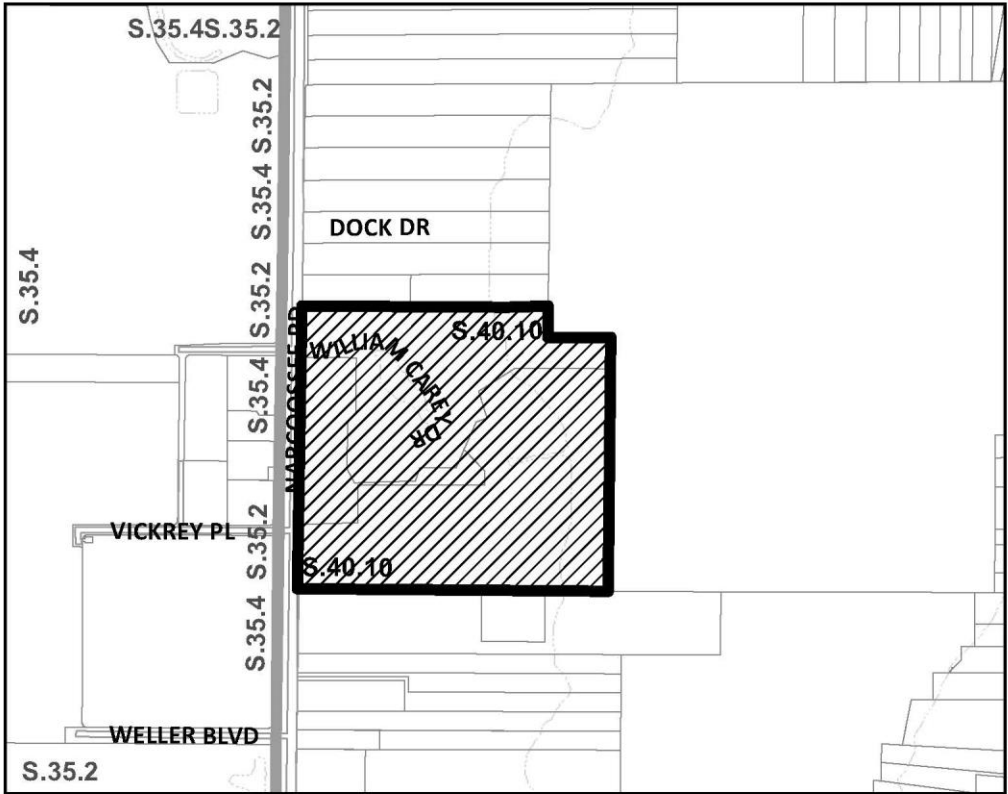 S.35.4S.35.2
S.35.2
S.35.4
DOCK DR
S.35.4
S.35.2
NARCOOSSEE RD
S.40.10
WILLIAM CAREY DR
S.35.4
VICKREY PL
S.35.2
S.40.10
S.35.4
WELLER BLVD
S.35.2